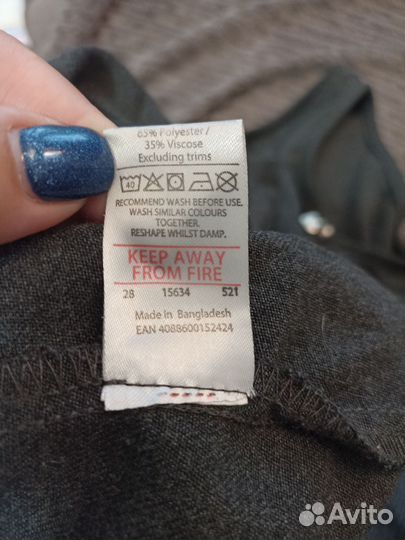 65% Polyester /
35% Viscose
Excluding trims
40
RECOMMEND WASH BEFORE USE.
WASH SIMILAR COLOURS
TOGETHER.
RESHAPE WHILST DAMP.
KEEP AWAY
FROM FIRE
28 15634 521
Made in Bangladesh
EAN 4088600152424
Avito